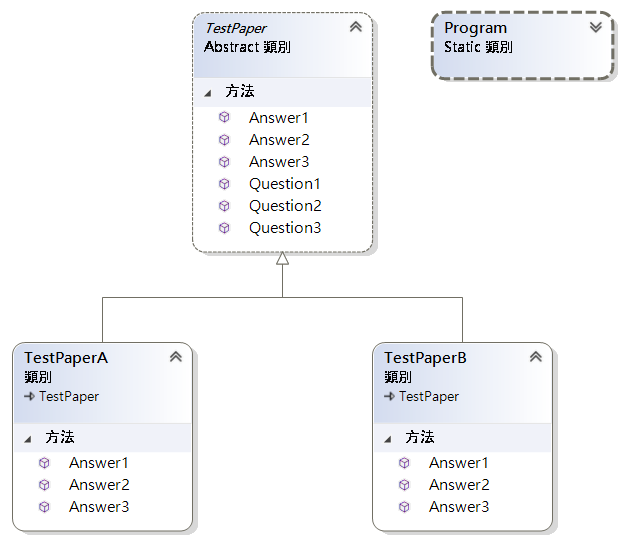 TestPaper
Abstract 類別
方法
Answer1
Answer2
Answer3
Question1
Question2
Question3
Program
Static 類別
TestPaperA
類別
TestPaper
方法
Answer1
Answer2
Answer3
TestPaperB
類別
TestPaper
方法
Answer1
Answer2
Answer3